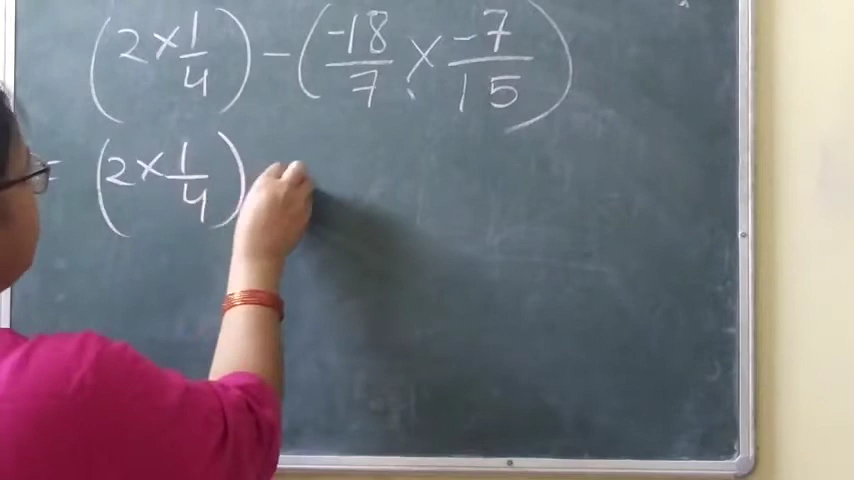 (2 × 1/4) − (-18/7 × -7/15)
= (2 × 1/4)